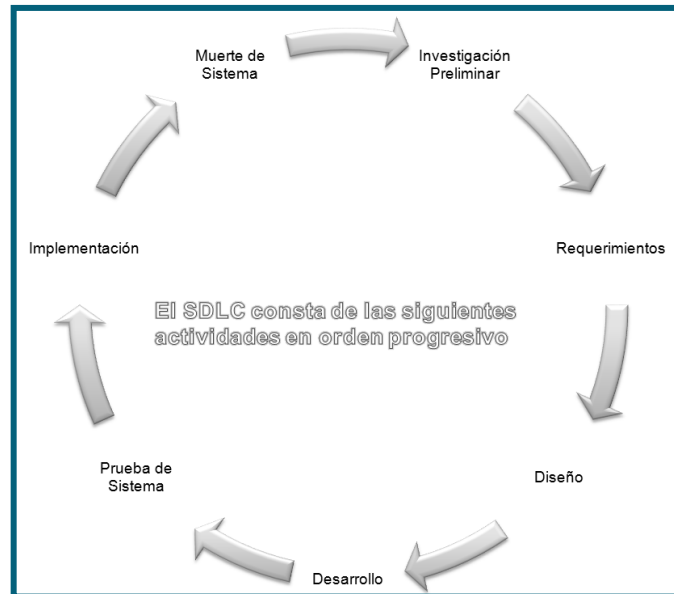 Muerte de
Sistema
Investigación
Preliminar
Requerimientos
Diseño
Desarrollo
Prueba de
Sistema
Implementación
El SDLC consta de las siguientes
actividades en orden progresivo